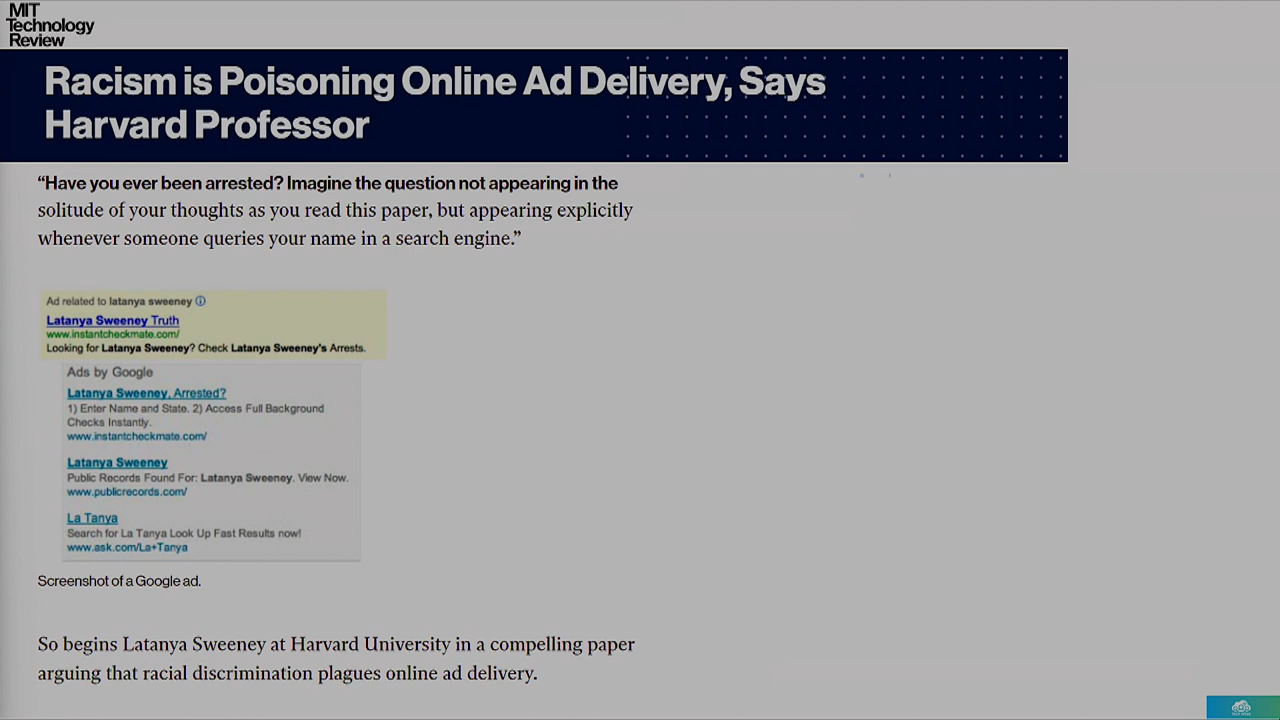 MIT
Technology
Review
Racism is Poisoning Online Ad Delivery, Says
Harvard Professor
“Have you ever been arrested? Imagine the question not appearing in the
solitude of your thoughts as you read this paper, but appearing explicitly
whenever someone queries your name in a search engine.”
Ad related to latanya sweeney
Latanya Sweeney Truth
www.instantcheckmate.com/
Looking for Latanya Sweeney? Check Latanya Sweeney's Arrests.
Ads by Google
Latanya Sweeney, Arrested?
1) Enter Name and State. 2) Access Full Background
Checks Instantly.
www.instantcheckmate.com/
Latanya Sweeney
Public Records Found For: Latanya Sweeney. View Now.
www.publicrecords.com/
La Tanya
Search for La Tanya Look Up Fast Results now!
www.ask.com/La+Tanya
Screenshot of a Google ad.
So begins Latanya Sweeney at Harvard University in a compelling paper
arguing that racial discrimination plagues online ad delivery.